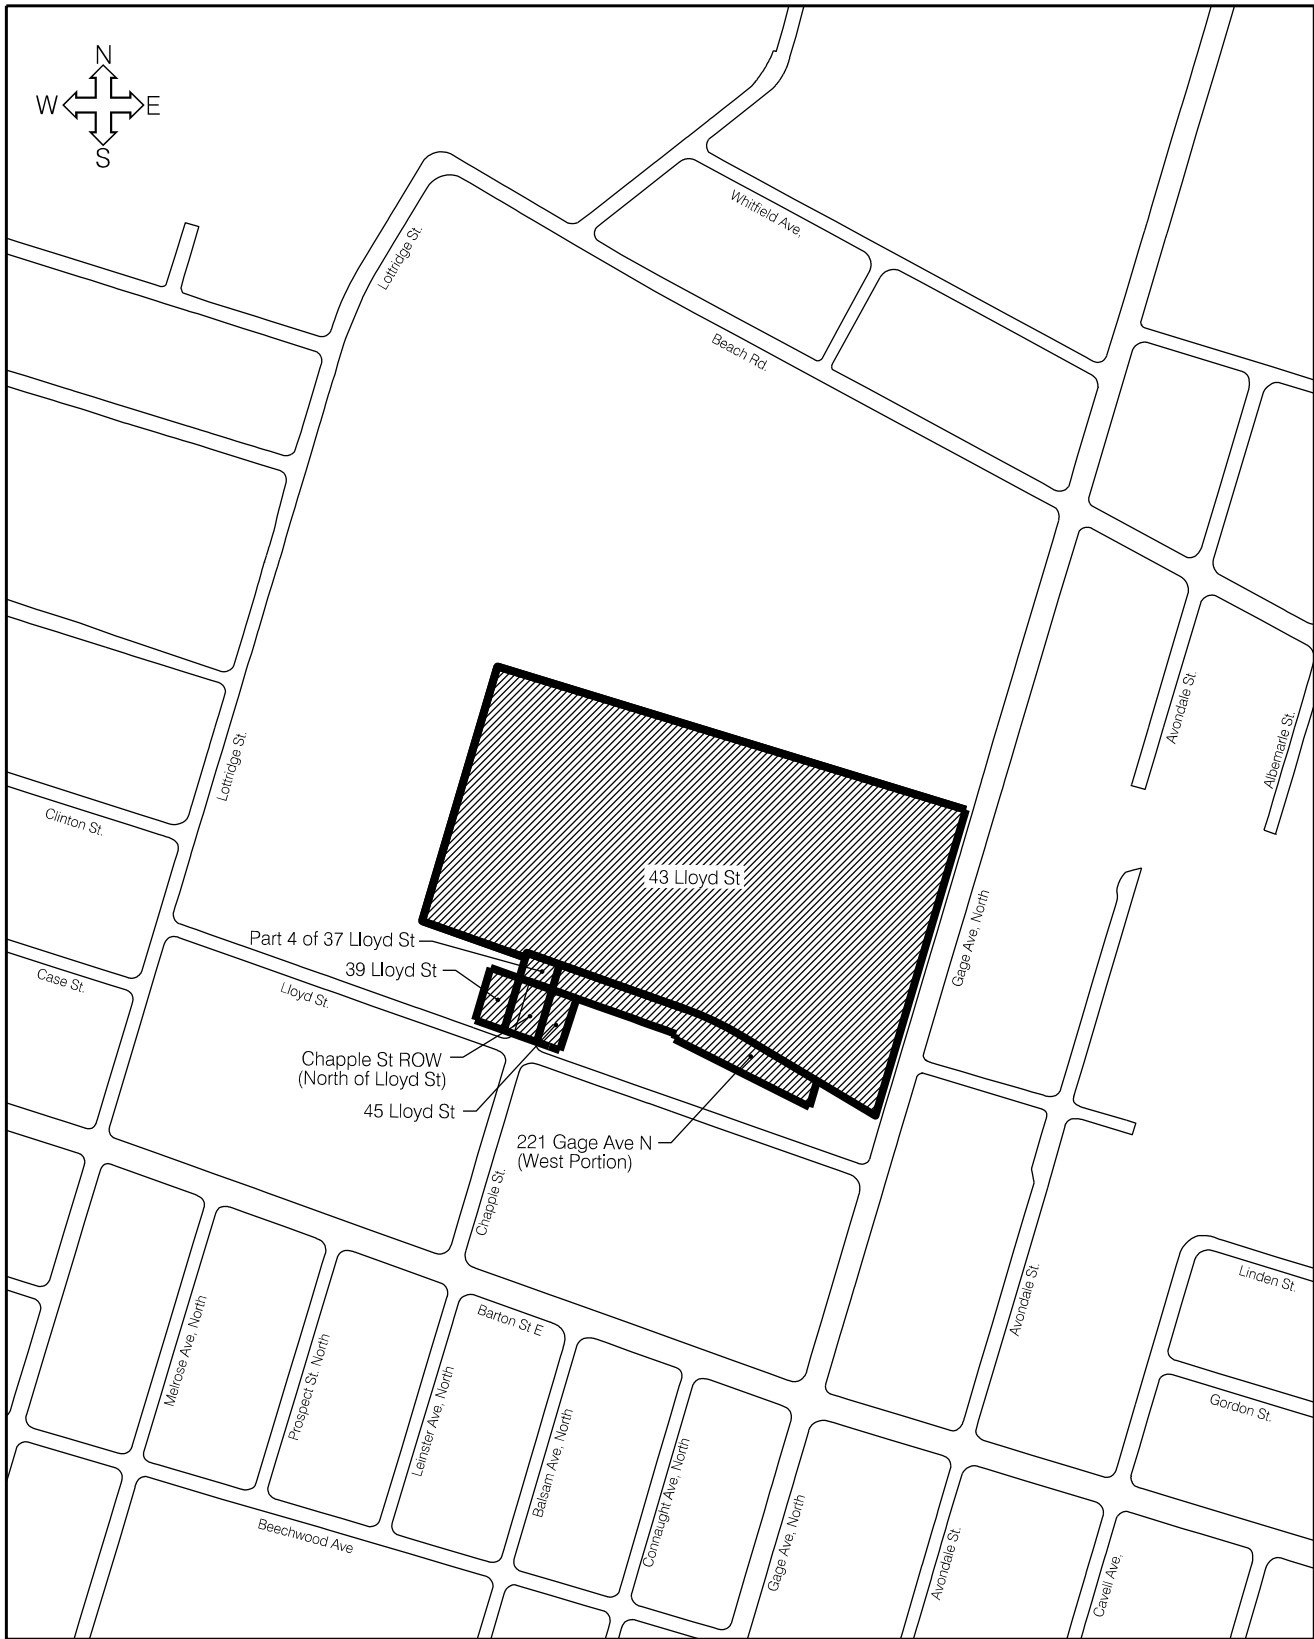 N
W E
S
Lottridge St.
Whitfield Ave,
Beach Rd.
Avondale St.
Albemarle St.
Lottridge St.
Clinton St.
43 Lloyd St
Gage Ave, North
Part 4 of 37 Lloyd St
39 Lloyd St
Case St.
Lloyd St.
Chapple St ROW
(North of Lloyd St)
45 Lloyd St
221 Gage Ave N
(West Portion)
Chapple St.
Linden St.
Avondale St.
Barton St E
Melrose Ave, North
Prospect St. North
Leinster Ave, North
Balsam Ave, North
Connaught Ave, North
Gordon St.
Gage Ave, North
Beechwood Ave
Avondale St.
Cavell Ave,